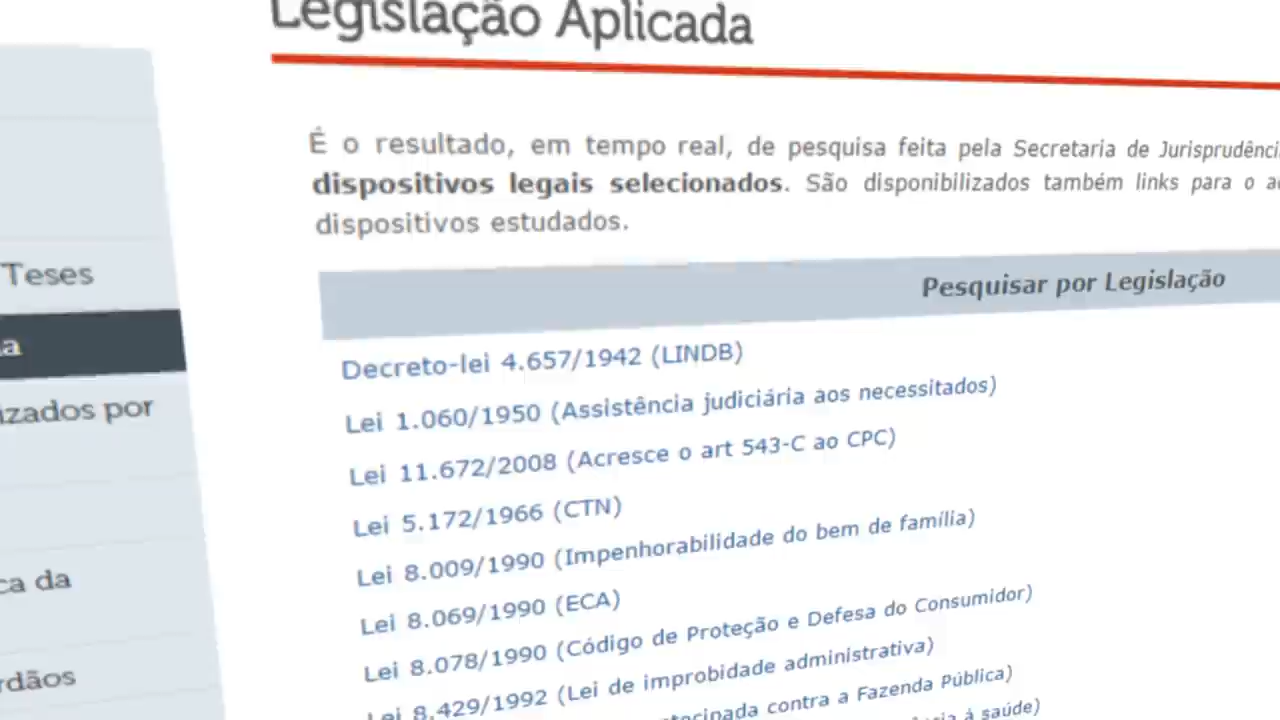 Legislação Aplicada
É o resultado, em tempo real, de pesquisa feita pela Secretaria de
dispositivos legais selecionados. São disponibilizados também links para o
dispositivos estudados.
Teses
Pesquisar por Legislação
Decreto-lei 4.657/1942 (LINDB)
Lei 1.060/1950 (Assistência judiciária aos necessitados)
por
Lei 11.672/2008 (Acresce o art 543-C ao CPC)
Lei 5.172/1966 (CTN)
Lei 8.009/1990 (Impenhorabilidade do bem de família)
da
Lei 8.069/1990 (ECA)
Lei 8.078/1990 (Código de Proteção e Defesa do Consumidor)
Lei 8.429/1992 (Lei de improbidade administrativa)
contra a Fazenda Pública)
à saúde)